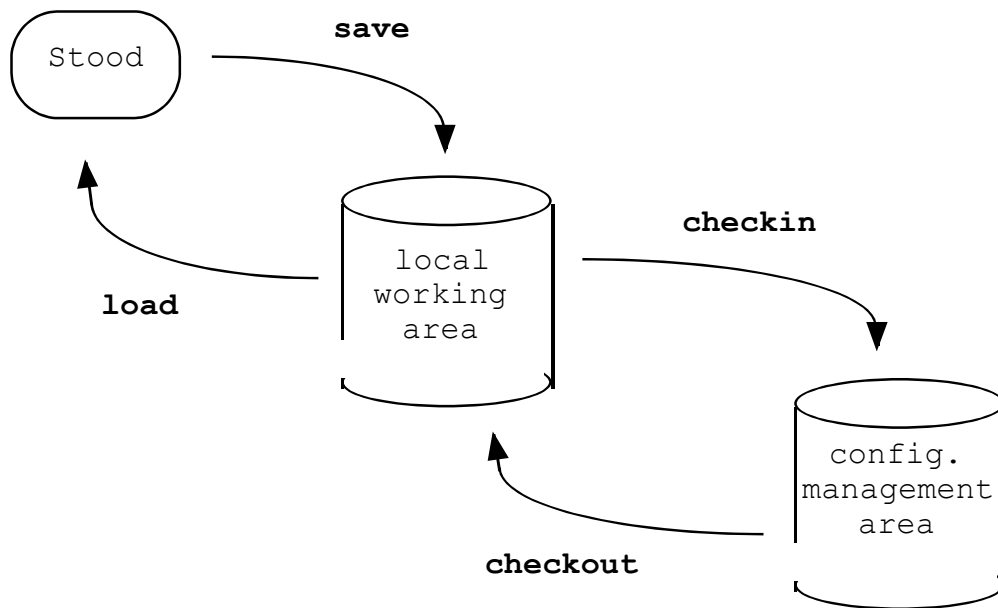 save
Stood
checkin
local
working
area
load
config.
management
area
checkout